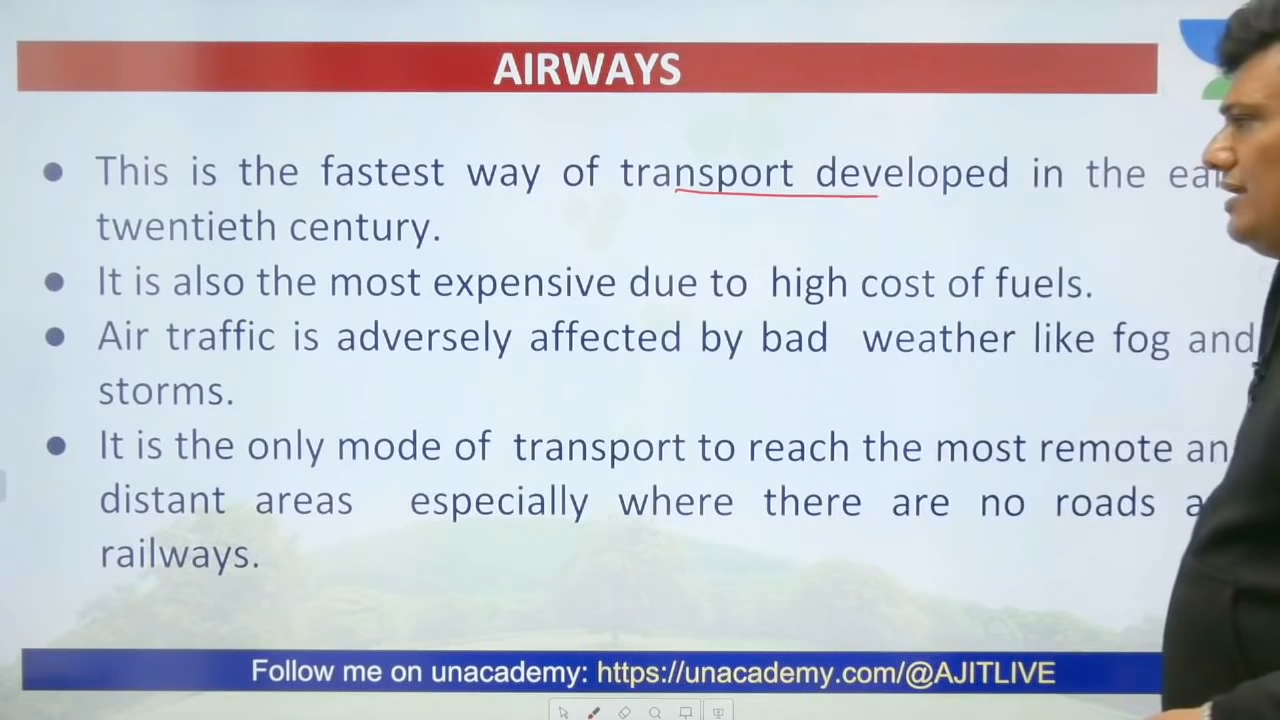 AIRWAYS
● This is the fastest way of transport developed in the
twentieth century.
● It is also the most expensive due to high cost of fuels.
● Air traffic is adversely affected by bad weather like fog and
storms.
● It is the only mode of transport to reach the most remote
distant areas especially where there are no roads
railways.
Follow me on unacademy: https://unacademy.com/@AJITLIVE